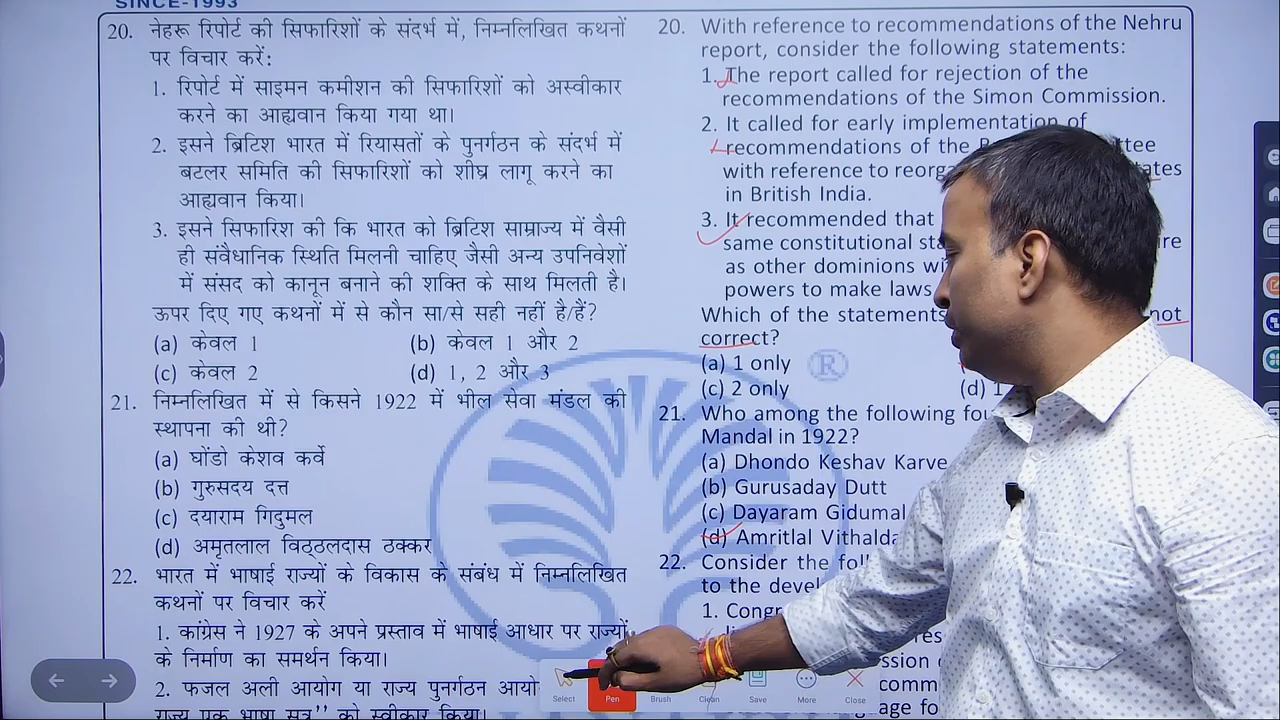 SINCE-1993
20. नेहरू रिपोर्ट की सिफारिशों के संदर्भ में, निम्नलिखित कथनों
पर विचार करें:
1. रिपोर्ट में साइमन कमीशन की सिफारिशों को अस्वीकार
करने का आह्यवान किया गया था।
2. इसने ब्रिटिश भारत में रियासतों के पुनर्गठन के संदर्भ में
बटलर समिति की सिफारिशों को शीघ्र लागू करने का
आह्यवान किया।
3. इसने सिफारिश की कि भारत को ब्रिटिश साम्राज्य में वैसी
ही संवैधानिक स्थिति मिलनी चाहिए जैसी अन्य उपनिवेशों
में संसद को कानून बनाने की शक्ति के साथ मिलती है।
ऊपर दिए गए कथनों में से कौन सा/से सही नहीं है/हैं?
(a) केवल 1 (b) केवल 1 और 2
(c) केवल 2 (d) 1, 2 और 3
21. निम्नलिखित में से किसने 1922 में भील सेवा मंडल की
स्थापना की थी?
(a) घोंडो केशव कर्वे
(b) गुरुसदय दत्त
(c) दयाराम गिदुमल
(d) अमृतलाल विठ्ठलदास ठक्कर
22. भारत में भाषाई राज्यों के विकास के संबंध में निम्नलिखित
कथनों पर विचार करें
1. कांग्रेस ने 1927 के अपने प्रस्ताव में भाषाई आधार पर राज्यों
के निर्माण का समर्थन किया।
2. फजल अली आयोग या राज्य पुनर्गठन
राज्य एक भाषा सूत्र" को स्वीकार किया।
20. With reference to recommendations of the Nehru
report, consider the following statements:
1. The report called for rejection of the
recommendations of the Simon Commission.
2. It called for early implementation of
recommendations of the
with reference to
in British India.
3. It recommended that
same constitutional
as other dominions
powers to make laws
Which of the statements not
correct?
(a) 1 only
(c) 2 only (d)
21. Who among the following
Mandal in 1922?
(a) Dhondo Keshav Karve
(b) Gurusaday Dutt
(c) Dayaram Gidumal
(d) Amritlal
22. Consider the
to the
1.
®
Select Pen Brush Clean Save More Close